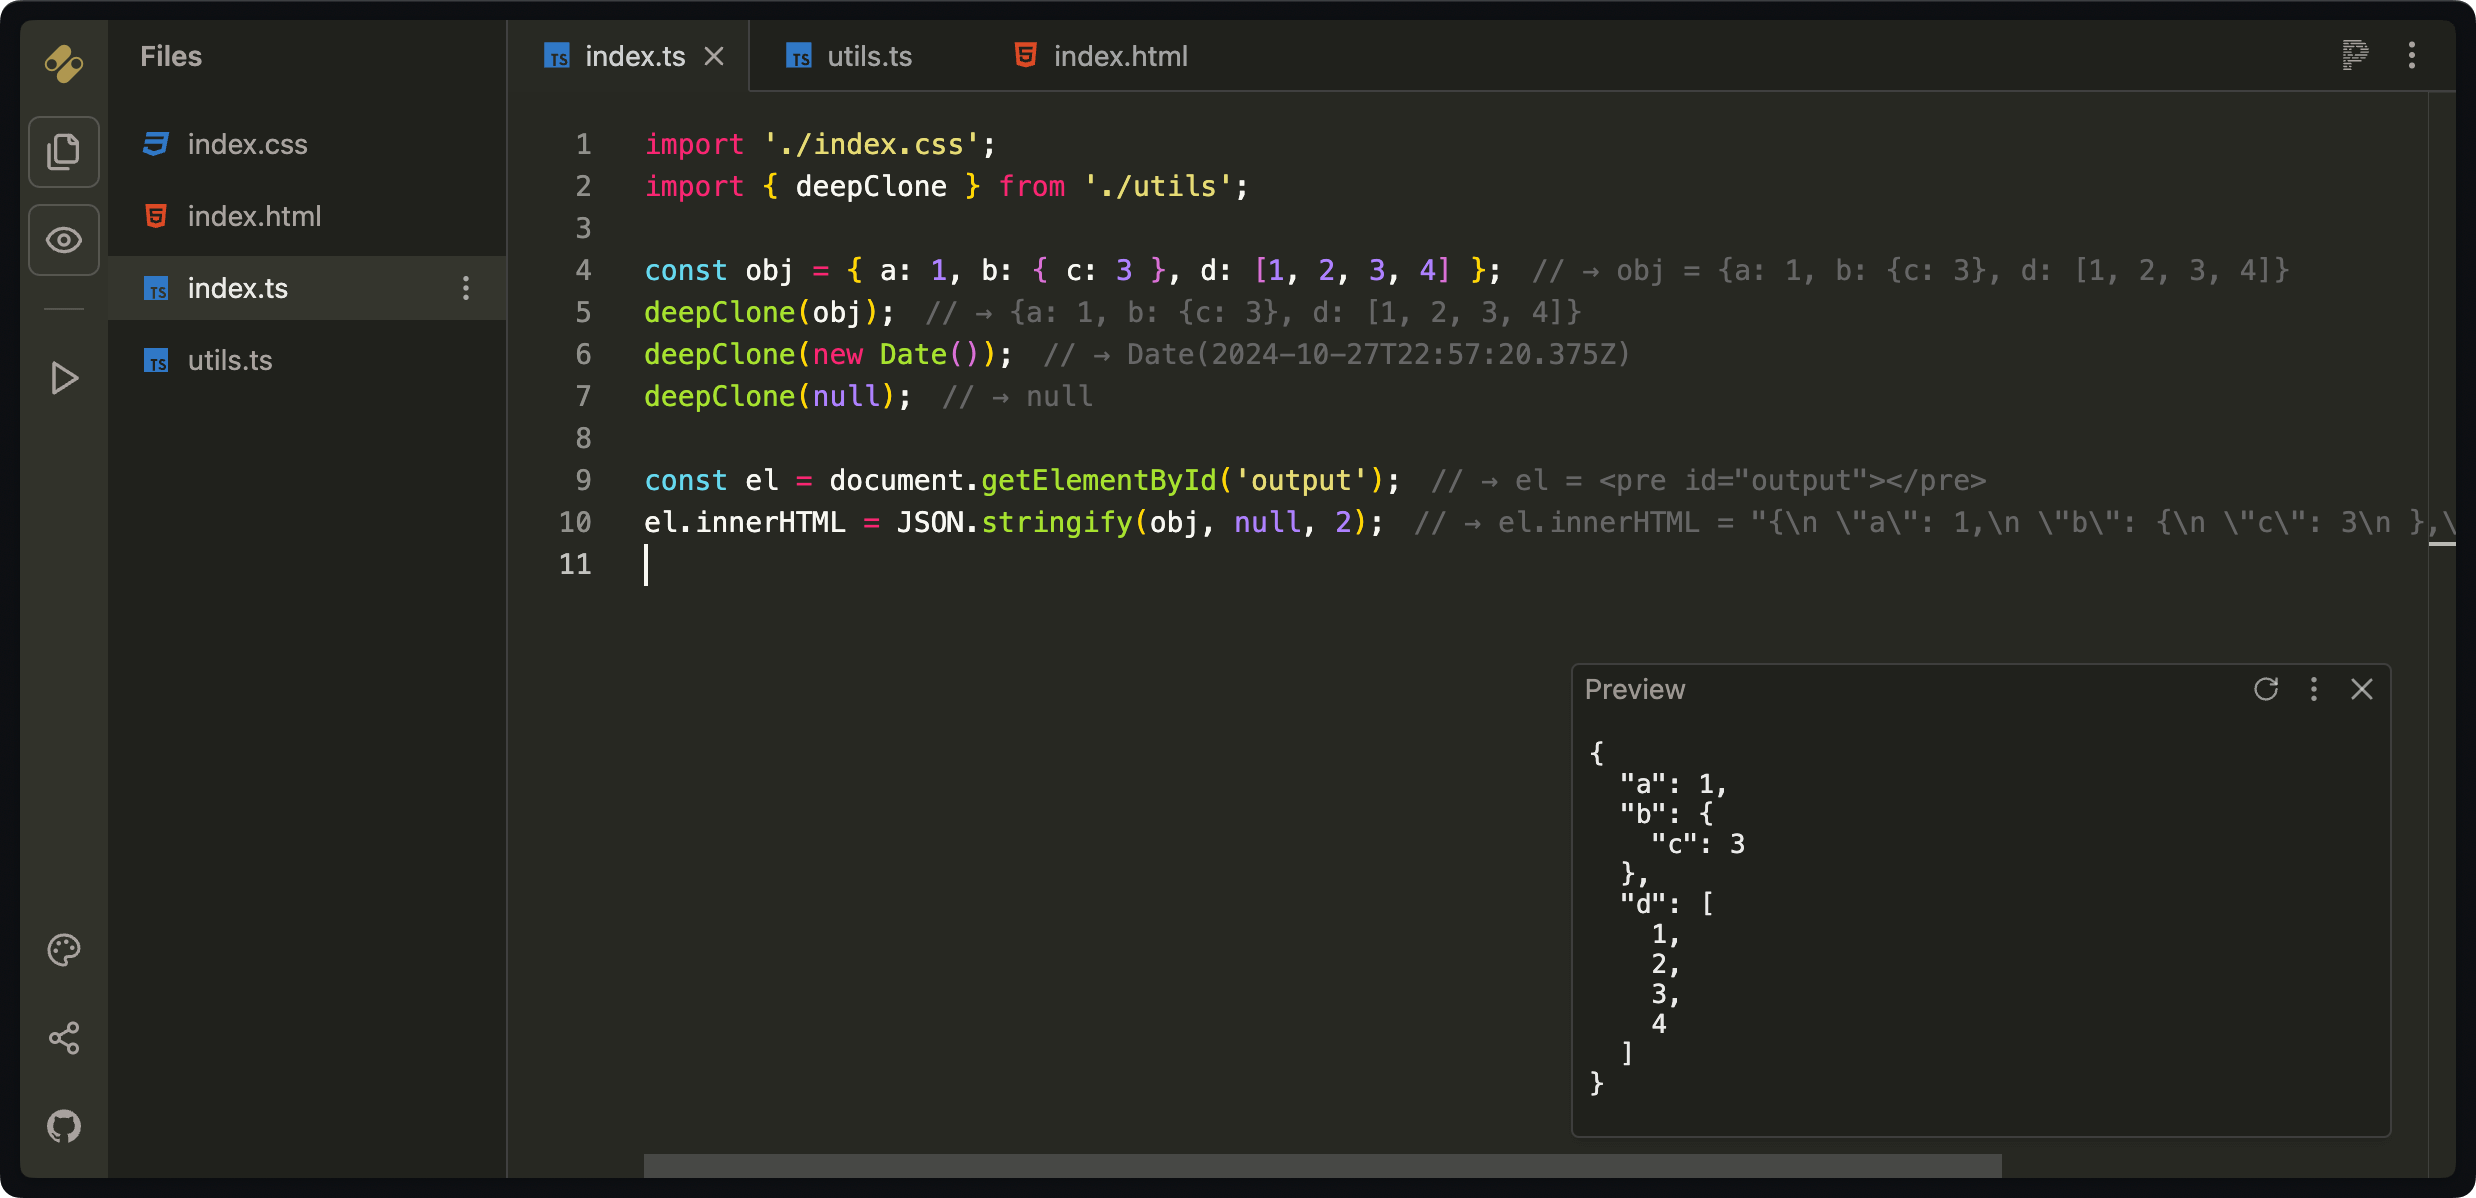 Files
index.css
index.html
index.ts
utils.ts
index.ts
utils.ts
index.html
1 import './index.css';
2 import { deepClone } from './utils';
3
4 const obj = { a: 1, b: { c: 3 }, d: [1, 2, 3, 4] }; // → obj = {a: 1, b: {c: 3}, d: [1, 2, 3, 4]}
5 deepClone(obj); // → {a: 1, b: {c: 3}, d: [1, 2, 3, 4]}
6 deepClone(new Date()); // → Date(2024-10-27T22:57:20.375Z)
7 deepClone(null); // → null
8
9 const el = document.getElementById('output'); // → el = <pre id="output"></pre>
10 el.innerHTML = JSON.stringify(obj, null, 2); // → el.innerHTML = "{\n \"a\": 1,\n \"b\": {\n \"c\": 3\n },\
11
Preview
{
  "a": 1,
  "b": {
    "c": 3
  },
  "d": [
    1,
    2,
    3,
    4
  ]
}